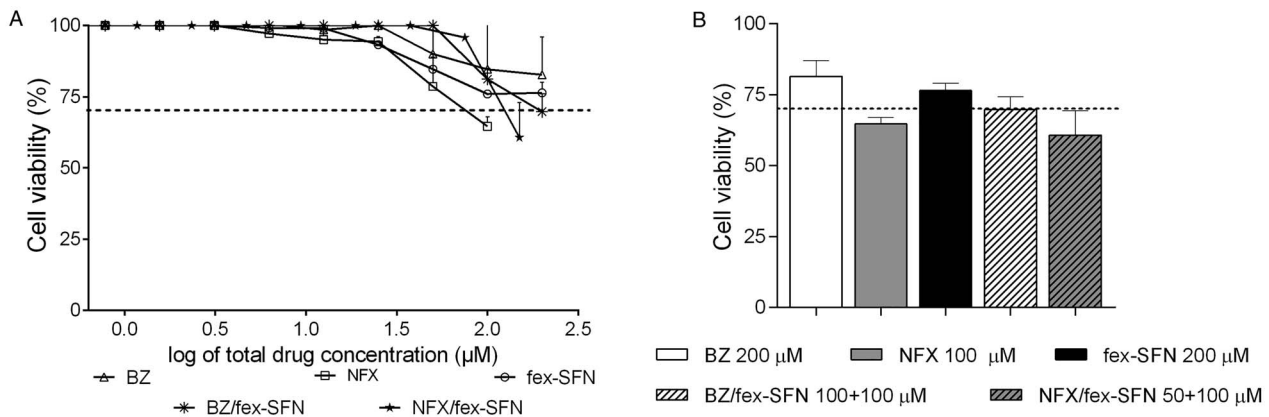 A
Cell viability (%)
100
75
50
25
0
0.0 0.5 1.0 1.5 2.0 2.5
log of total drug concentration (μM)
BZ NFX fex-SFN
BZ/fex-SFN NFX/fex-SFN
B
Cell viability (%)
100
75
50
25
0
BZ 200 μM NFX 100 μM fex-SFN 200 μM
BZ/fex-SFN 100+100 μM NFX/fex-SFN 50+100 μM